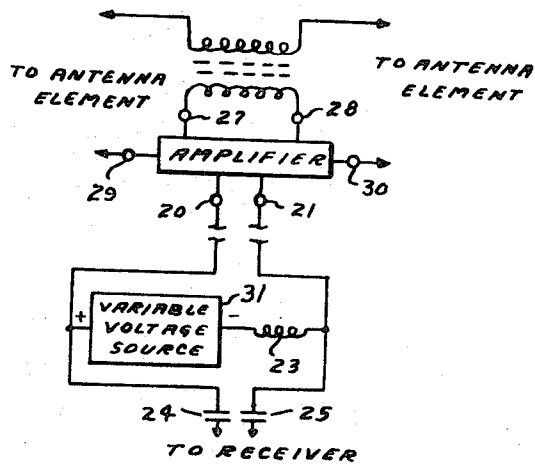 TO ANTENNA
ELEMENT
TO ANTENNA
ELEMENT
27
28
AMPLIFIER
29
30
20
21
31
+
VARIABLE
VOLTAGE
SOURCE
-
23
24
25
TO RECEIVER